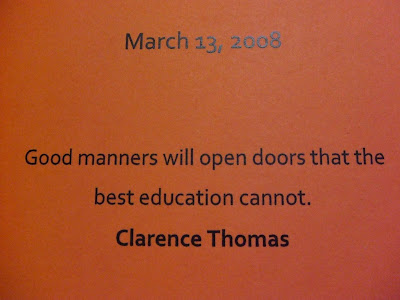 March 13, 2008
Good manners will open doors that the
best education cannot.
Clarence Thomas